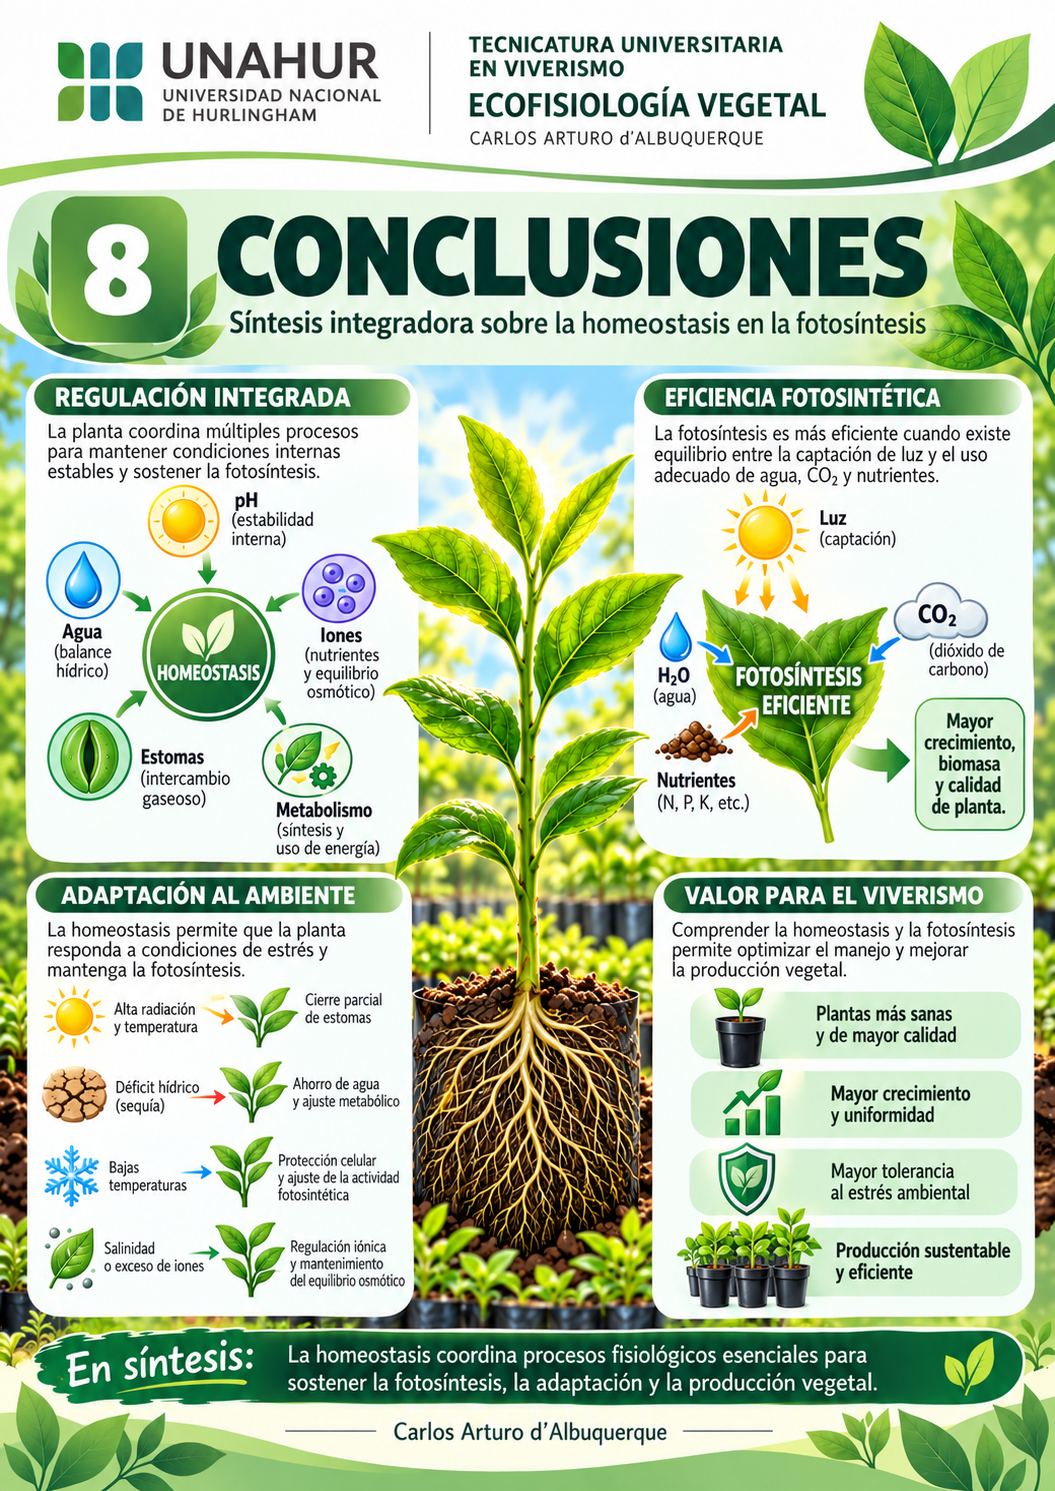 UNAHUR
UNIVERSIDAD NACIONAL
DE HURLINGHAM
TECNICATURA UNIVERSITARIA
EN VIVERISMO
ECOFISIOLOGÍA VEGETAL
CARLOS ARTURO d'ALBUQUERQUE
8
CONCLUSIONES
Síntesis integradora sobre la homeostasis en la fotosíntesis
REGULACIÓN INTEGRADA
La planta coordina múltiples procesos
para mantener condiciones internas
estables y sostener la fotosíntesis.
pH
(estabilidad
interna)
Agua
(balance
hídrico)
Iones
(nutrientes
y equilibrio
osmótico)
HOMEOSTASIS
Estomas
(intercambio
gaseoso)
Metabolismo
(síntesis y
uso de energía)
EFICIENCIA FOTOSINTÉTICA
La fotosíntesis es más eficiente cuando existe
equilibrio entre la captación de luz y el uso
adecuado de agua, CO₂ y nutrientes.
Luz
(captación)
CO₂
(dióxido de
carbono)
H₂O
(agua)
FOTOSÍNTESIS
EFICIENTE
Nutrientes
(N, P, K, etc.)
Mayor
crecimiento,
biomasa
y calidad
de planta.
ADAPTACIÓN AL AMBIENTE
La homeostasis permite que la planta
responda a condiciones de estrés y
mantenga la fotosíntesis.
Alta radiación
y temperatura
Cierre parcial
de estomas
Déficit hídrico
(sequía)
Ahorro de agua
y ajuste metabólico
Bajas
temperaturas
Protección celular
y ajuste de la actividad
fotosintética
Salinidad
o exceso de iones
Regulación iónica
y mantenimiento
del equilibrio osmótico
VALOR PARA EL VIVERISMO
Comprender la homeostasis y la fotosíntesis
permite optimizar el manejo y mejorar
la producción vegetal.
Plantas más sanas
y de mayor calidad
Mayor crecimiento
y uniformidad
Mayor tolerancia
al estrés ambiental
Producción sustentable
y eficiente
En síntesis:
La homeostasis coordina procesos fisiológicos esenciales para
sostener la fotosíntesis, la adaptación y la producción vegetal.
Carlos Arturo d'Albuquerque